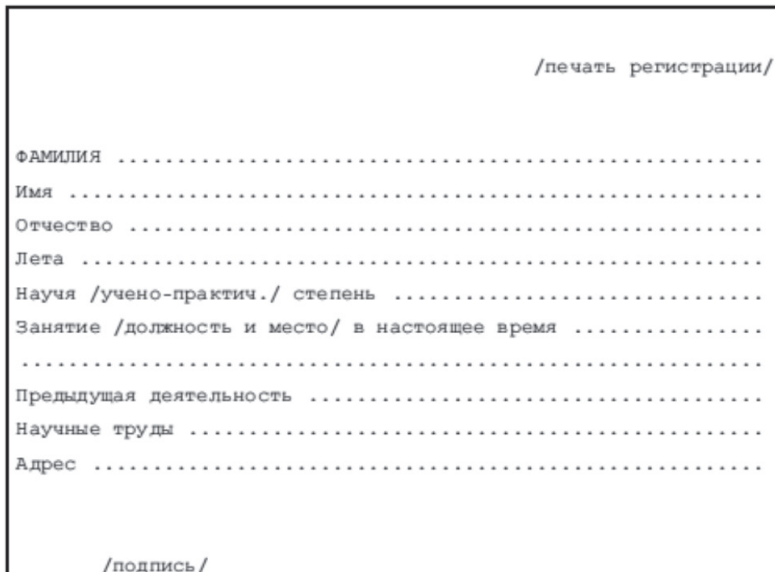 /печать регистрации/
ФАМИЛИЯ ......................................................
Имя ..........................................................
Отчество .....................................................
Лета .........................................................
Научя /учено-практич./ степень ...............................
Занятие /должность и место/ в настоящее время ................
..............................................................
Предыдущая деятельность ......................................
Научные труды ................................................
Адрес ........................................................
/подпись/